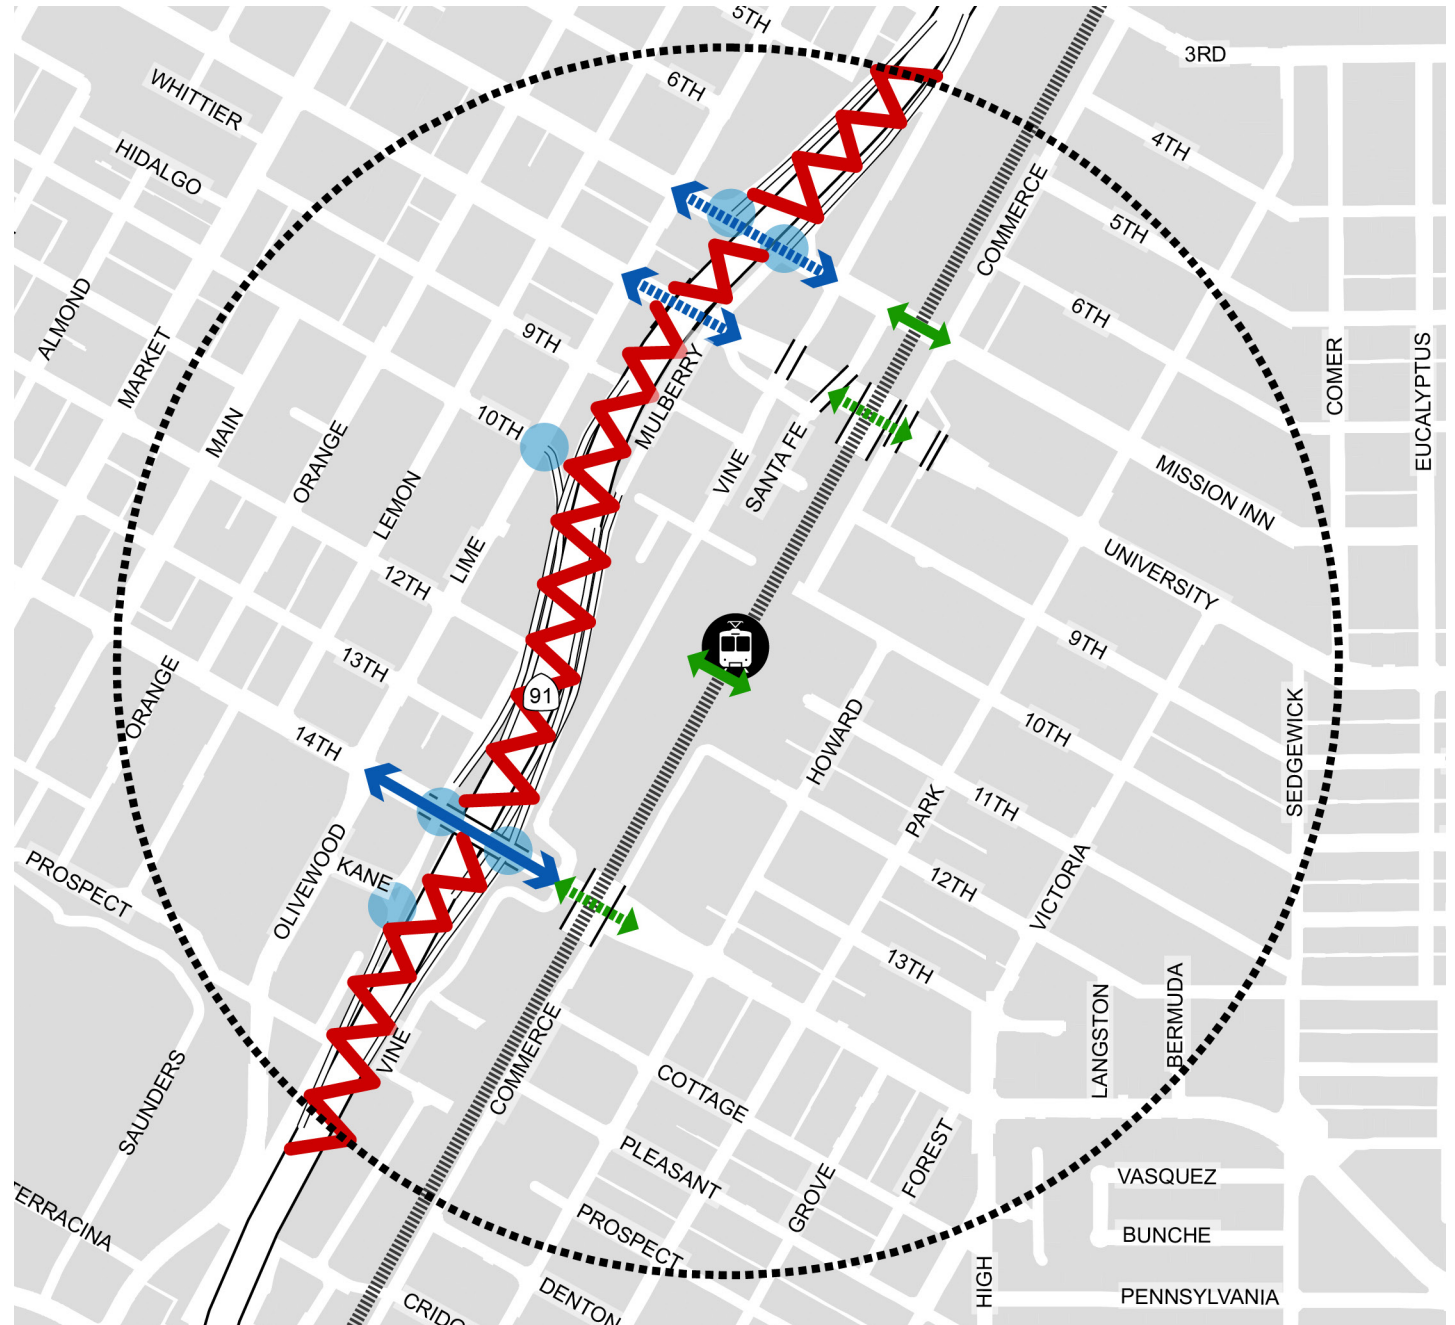 5TH
3RD
6TH
WHITTIER
4TH
HIDALGO
COMMERCE
5TH
ALMOND
6TH
9TH
MARKET
COMER
EUCALYPTUS
MULBERRY
MAIN
10TH
ORANGE
VINE
SANTA FE
MISSION INN
LEMON
UNIVERSITY
LIME
12TH
9TH
13TH
ORANGE
91
SEDGEWICK
14TH
HOWARD
10TH
PARK
11TH
OLIVEWOOD
KANE
PROSPECT
12TH
VICTORIA
13TH
LANGSTON
BERMUDA
VINE
COMMERCE
SAUNDERS
COTTAGE
FOREST
PLEASANT
GROVE
VASQUEZ
TERRACINA
PROSPECT
BUNCHE
HIGH
DENTON
CRIDG
PENNSYLVANIA